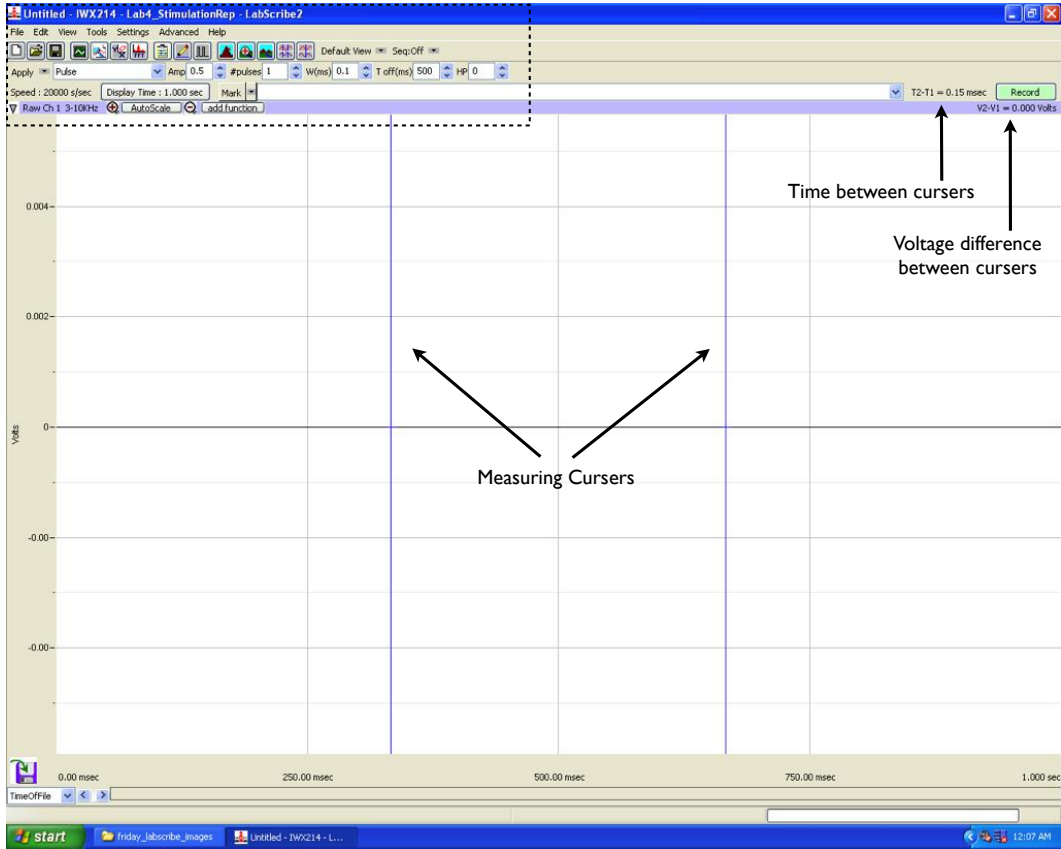 Untitled - IWX214 - Lab4_StimulationRep - LabScribe2
File Edit View Tools Settings Advanced Help
Default View Seq:Off
Apply Pulse Amp 0.5 #pulses 1 W(ms) 0.1 T off(ms) 500 HP 0
Speed : 20000 s/sec Display Time : 1.000 sec Mark T2-T1 = 0.15 msec Record
Raw Ch 1 3-10KHz AutoScale add function V2-V1 = 0.000 Volts
Time between cursers
0.004
Voltage difference
between cursers
0.002
Volts
0
Measuring Cursers
-0.00
-0.00
0.00 msec 250.00 msec 500.00 msec 750.00 msec 1.000 sec
TimeOfFile
start friday_labscribe_images Untitled - IWX214 - L... 12:07 AM